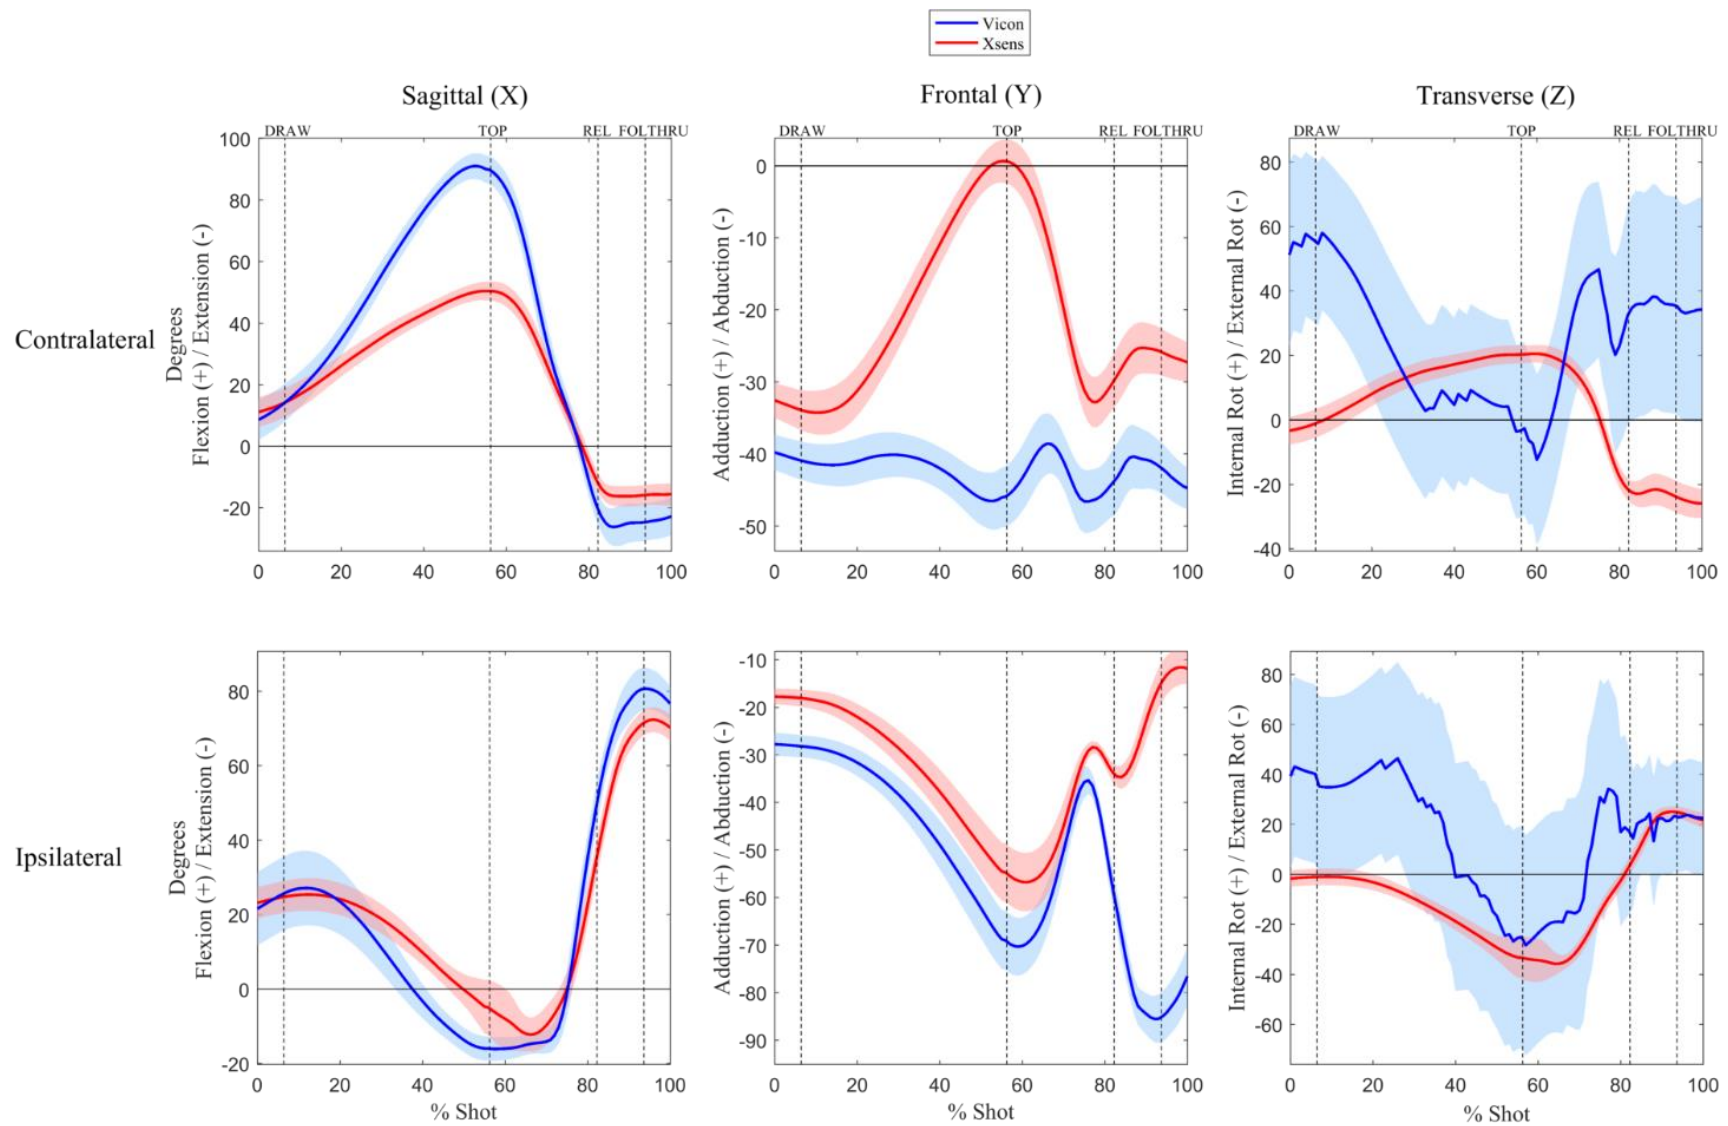 Vicon
Xsens
Sagittal (X)
Frontal (Y)
Transverse (Z)
DRAW TOP REL FOLTHRU
DRAW TOP REL FOLTHRU
DRAW TOP REL FOLTHRU
Contralateral
Degrees
Flexion (+) / Extension (-)
100
80
60
40
20
0
-20
0 20 40 60 80 100
Adduction (+) / Abduction (-)
0
-10
-20
-30
-40
-50
0 20 40 60 80 100
Internal Rot (+) / External Rot (-)
80
60
40
20
0
-20
-40
0 20 40 60 80 100
Ipsilateral
Degrees
Flexion (+) / Extension (-)
80
60
40
20
0
-20
0 20 40 60 80 100
% Shot
Adduction (+) / Abduction (-)
-10
-20
-30
-40
-50
-60
-70
-80
-90
0 20 40 60 80 100
% Shot
Internal Rot (+) / External Rot (-)
80
60
40
20
0
-20
-40
-60
0 20 40 60 80 100
% Shot